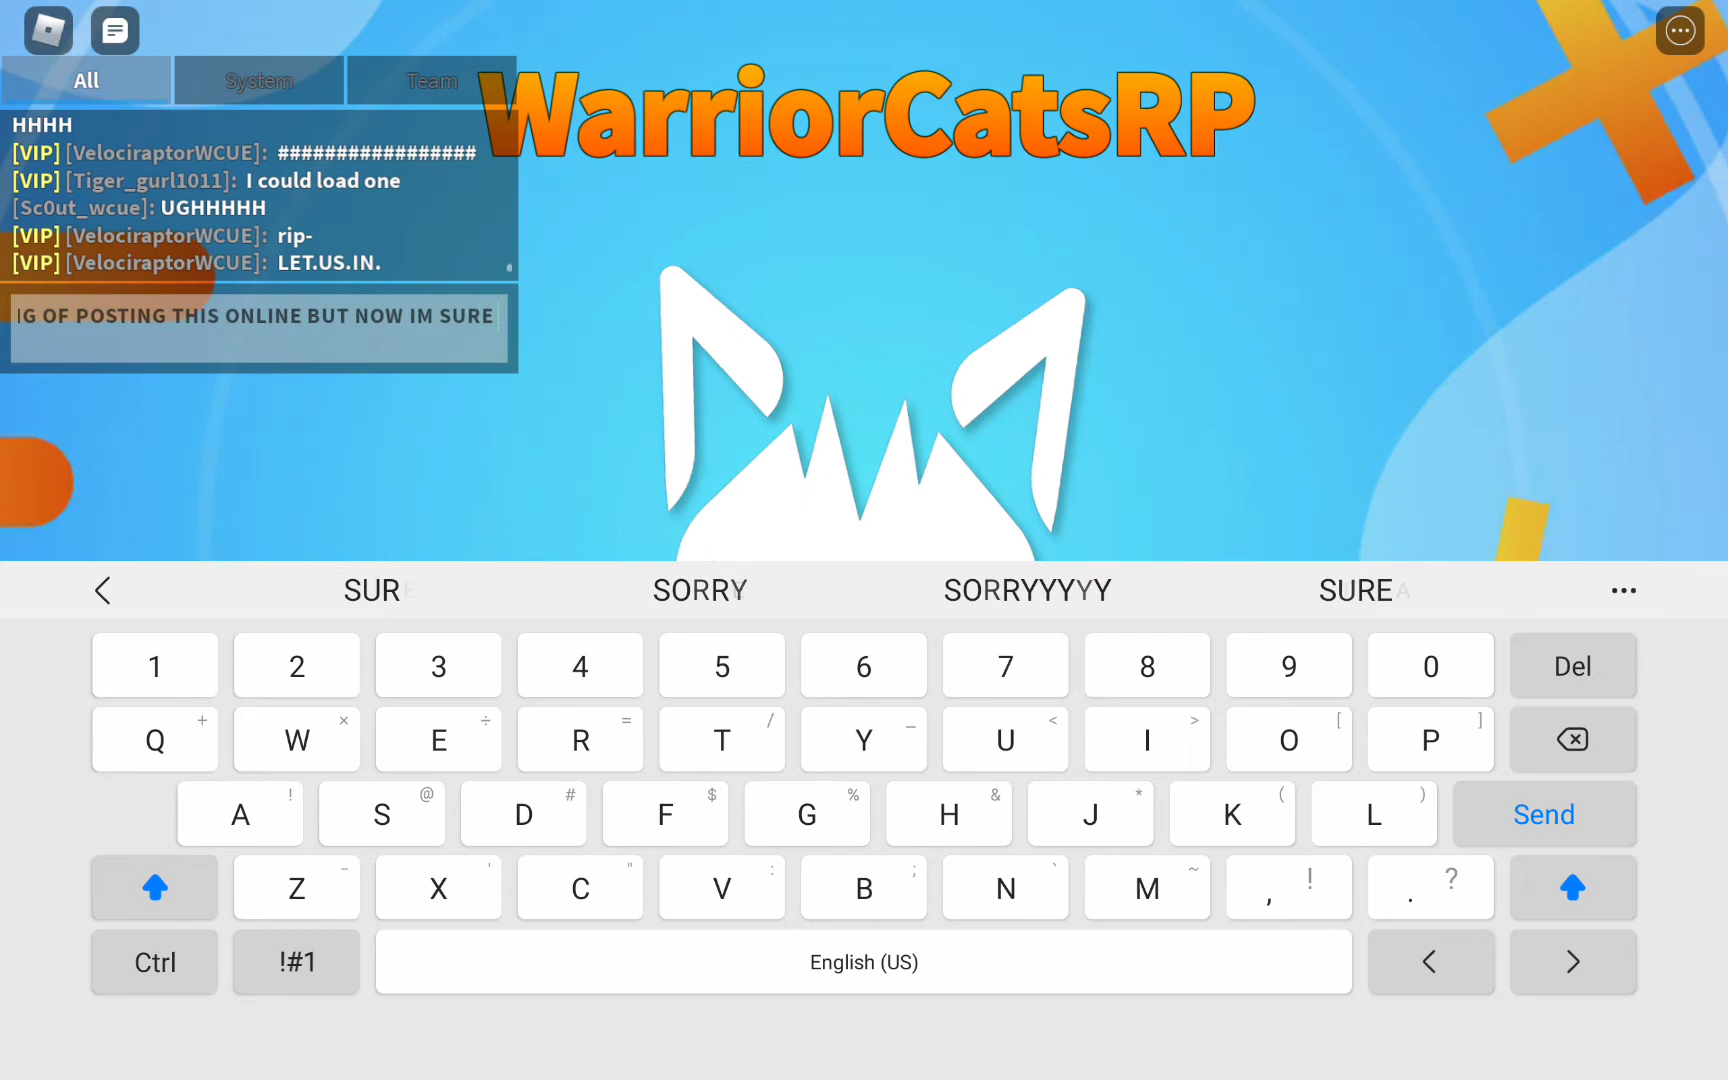 All System Team
WarriorCatsRP
HHHH
[VIP] [VelociraptorWCUE]: #################
[VIP] [Tiger_gurl1011]: I could load one
[Sc0ut_wcue]: UGHHHHH
[VIP] [VelociraptorWCUE]: rip-
[VIP] [VelociraptorWCUE]: LET.US.IN.
IG OF POSTING THIS ONLINE BUT NOW IM SURE
SUR SORRY SORRYYYYY SURE
1 2 3 4 5 6 7 8 9 0 Del
+ × ÷ = / _ < > [ ]
Q W E R T Y U I O P
! @ # $ % & * ( )
A S D F G H J K L Send
- ' " : ; ` ~ ! ?
Z X C V B N M , .
Ctrl !#1 English (US) < >